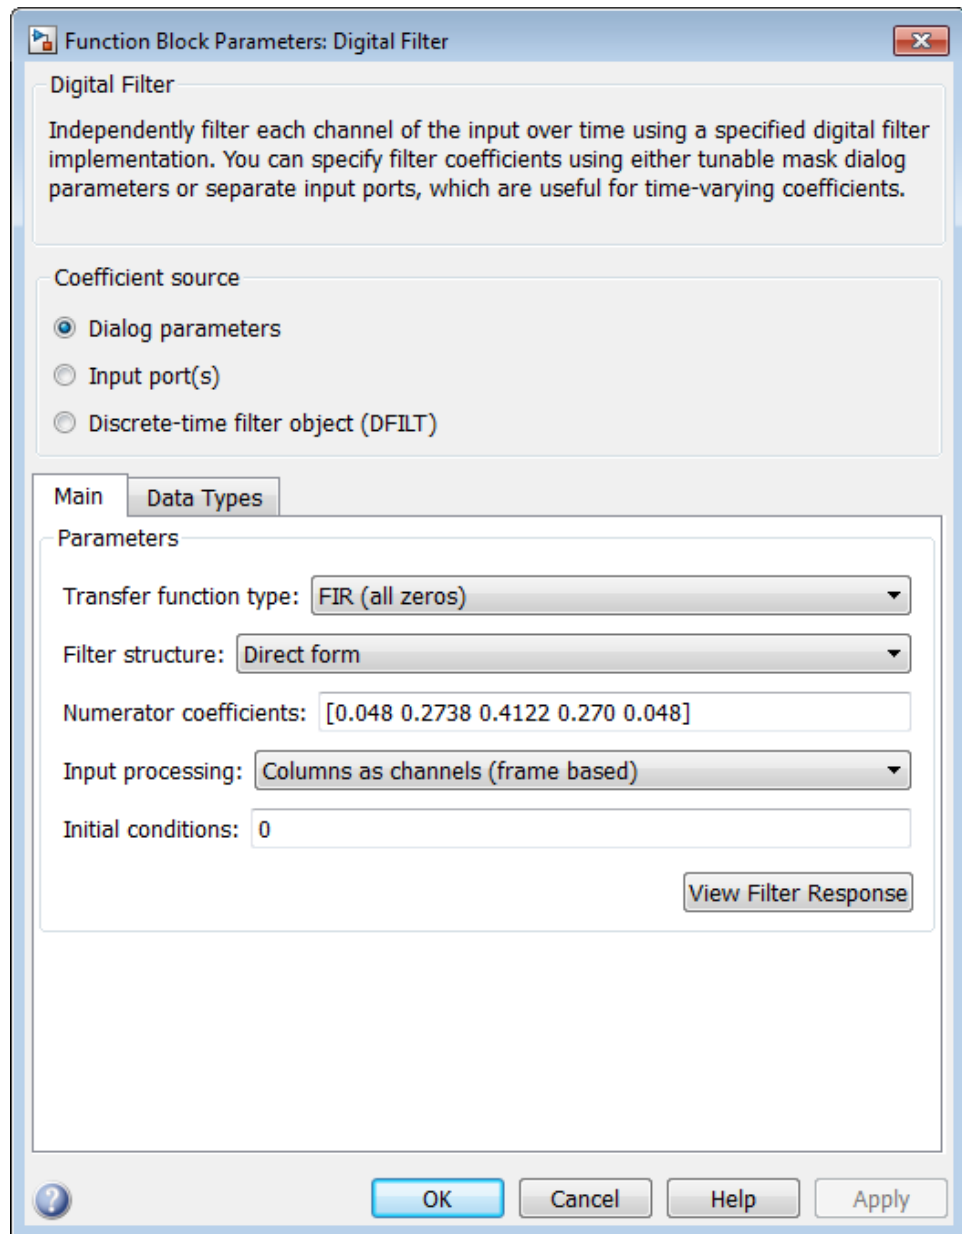 Function Block Parameters: Digital Filter
Digital Filter
Independently filter each channel of the input over time using a specified digital filter
implementation. You can specify filter coefficients using either tunable mask dialog
parameters or separate input ports, which are useful for time-varying coefficients.
Coefficient source
Dialog parameters
Input port(s)
Discrete-time filter object (DFILT)
Main Data Types
Parameters
Transfer function type: FIR (all zeros)
Filter structure: Direct form
Numerator coefficients: [0.048 0.2738 0.4122 0.270 0.048]
Input processing: Columns as channels (frame based)
Initial conditions: 0
View Filter Response
? OK Cancel Help Apply